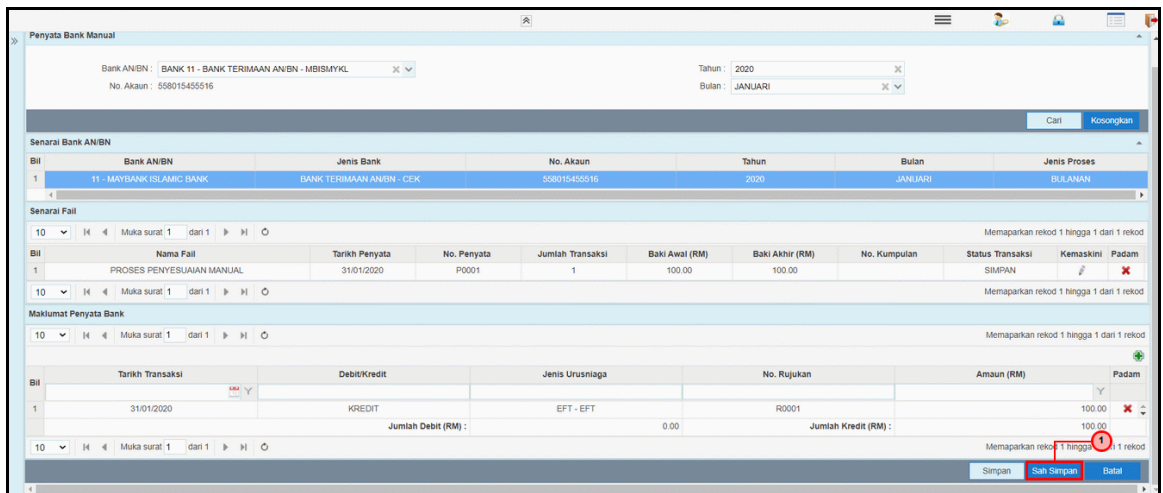 Penyata Bank Manual
Bank AN/BN : BANK 11 - BANK TERIMAAN AN/BN - MBISMYKL Tahun : 2020
No. Akaun : 558015455516 Bulan : JANUARI
Cari Kosongkan
Senarai Bank AN/BN
Bil Bank AN/BN Jenis Bank No. Akaun Tahun Bulan Jenis Proses
1 11 - MAYBANK ISLAMIC BANK BANK TERIMAAN AN/BN - CEK 558015455516 2020 JANUARI BULANAN
Senarai Fail
10 Muka surat 1 dari 1 Memaparkan rekod 1 hingga 1 dari 1 rekod
Bil Nama Fail Tarikh Penyata No. Penyata Jumlah Transaksi Baki Awal (RM) Baki Akhir (RM) No. Kumpulan Status Transaksi Kemaskini Padam
1 PROSES PENYESUAIAN MANUAL 31/01/2020 P0001 1 100.00 100.00 SIMPAN
10 Muka surat 1 dari 1 Memaparkan rekod 1 hingga 1 dari 1 rekod
Maklumat Penyata Bank
10 Muka surat 1 dari 1 Memaparkan rekod 1 hingga 1 dari 1 rekod
Bil Tarikh Transaksi Debit/Kredit Jenis Urusniaga No. Rujukan Amaun (RM) Padam
1 31/01/2020 KREDIT EFT - EFT R0001 100.00
Jumlah Debit (RM) : 0.00 Jumlah Kredit (RM) : 100.00
10 Muka surat 1 dari 1 Memaparkan rekod 1 hingga 1 rekod
1
Simpan Sah Simpan Batal